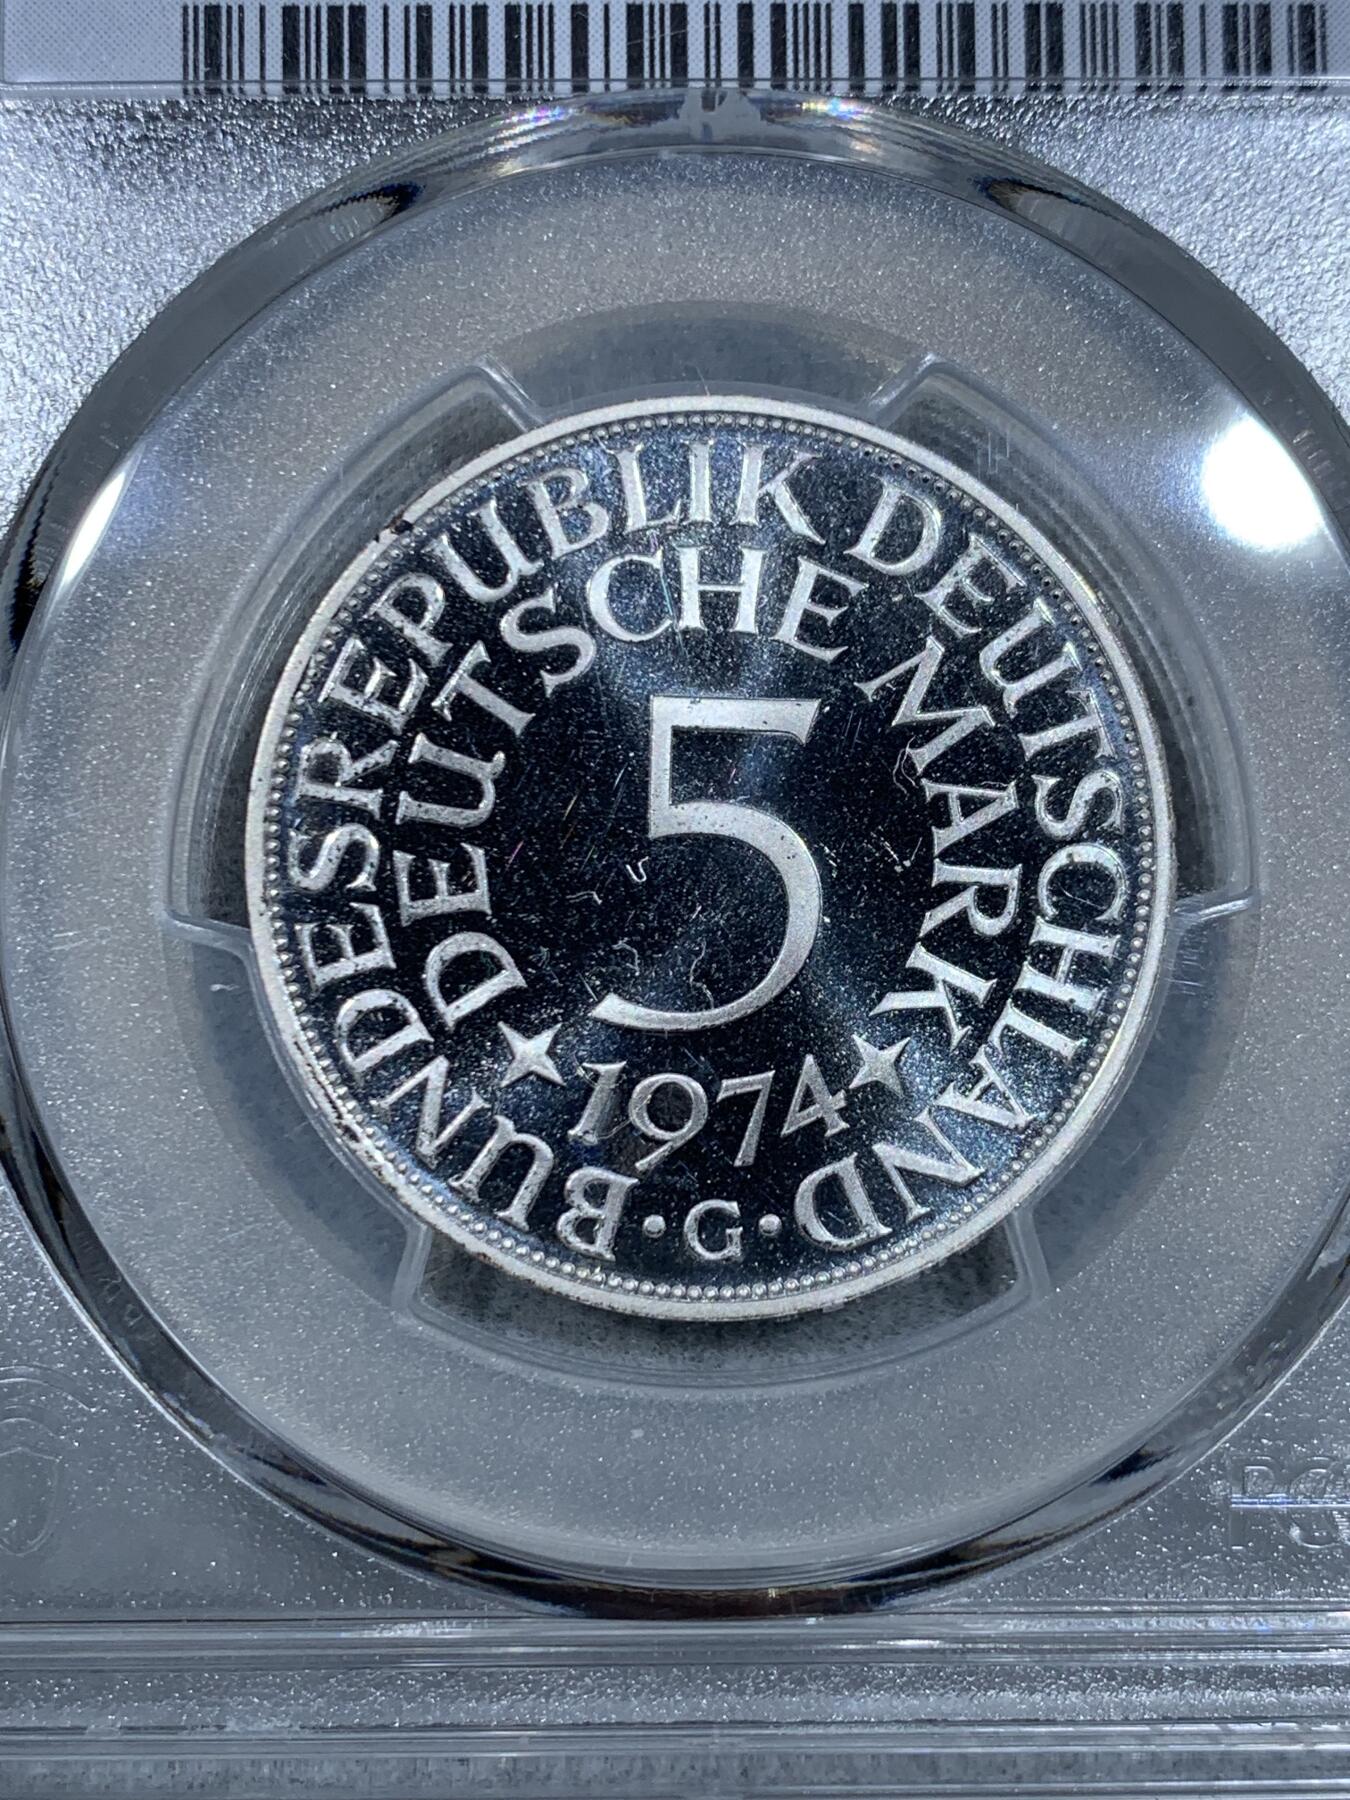 BUNDESREPUBLIK DEUTSCHLAND
DEUTSCHE MARK
5
1974
· G ·